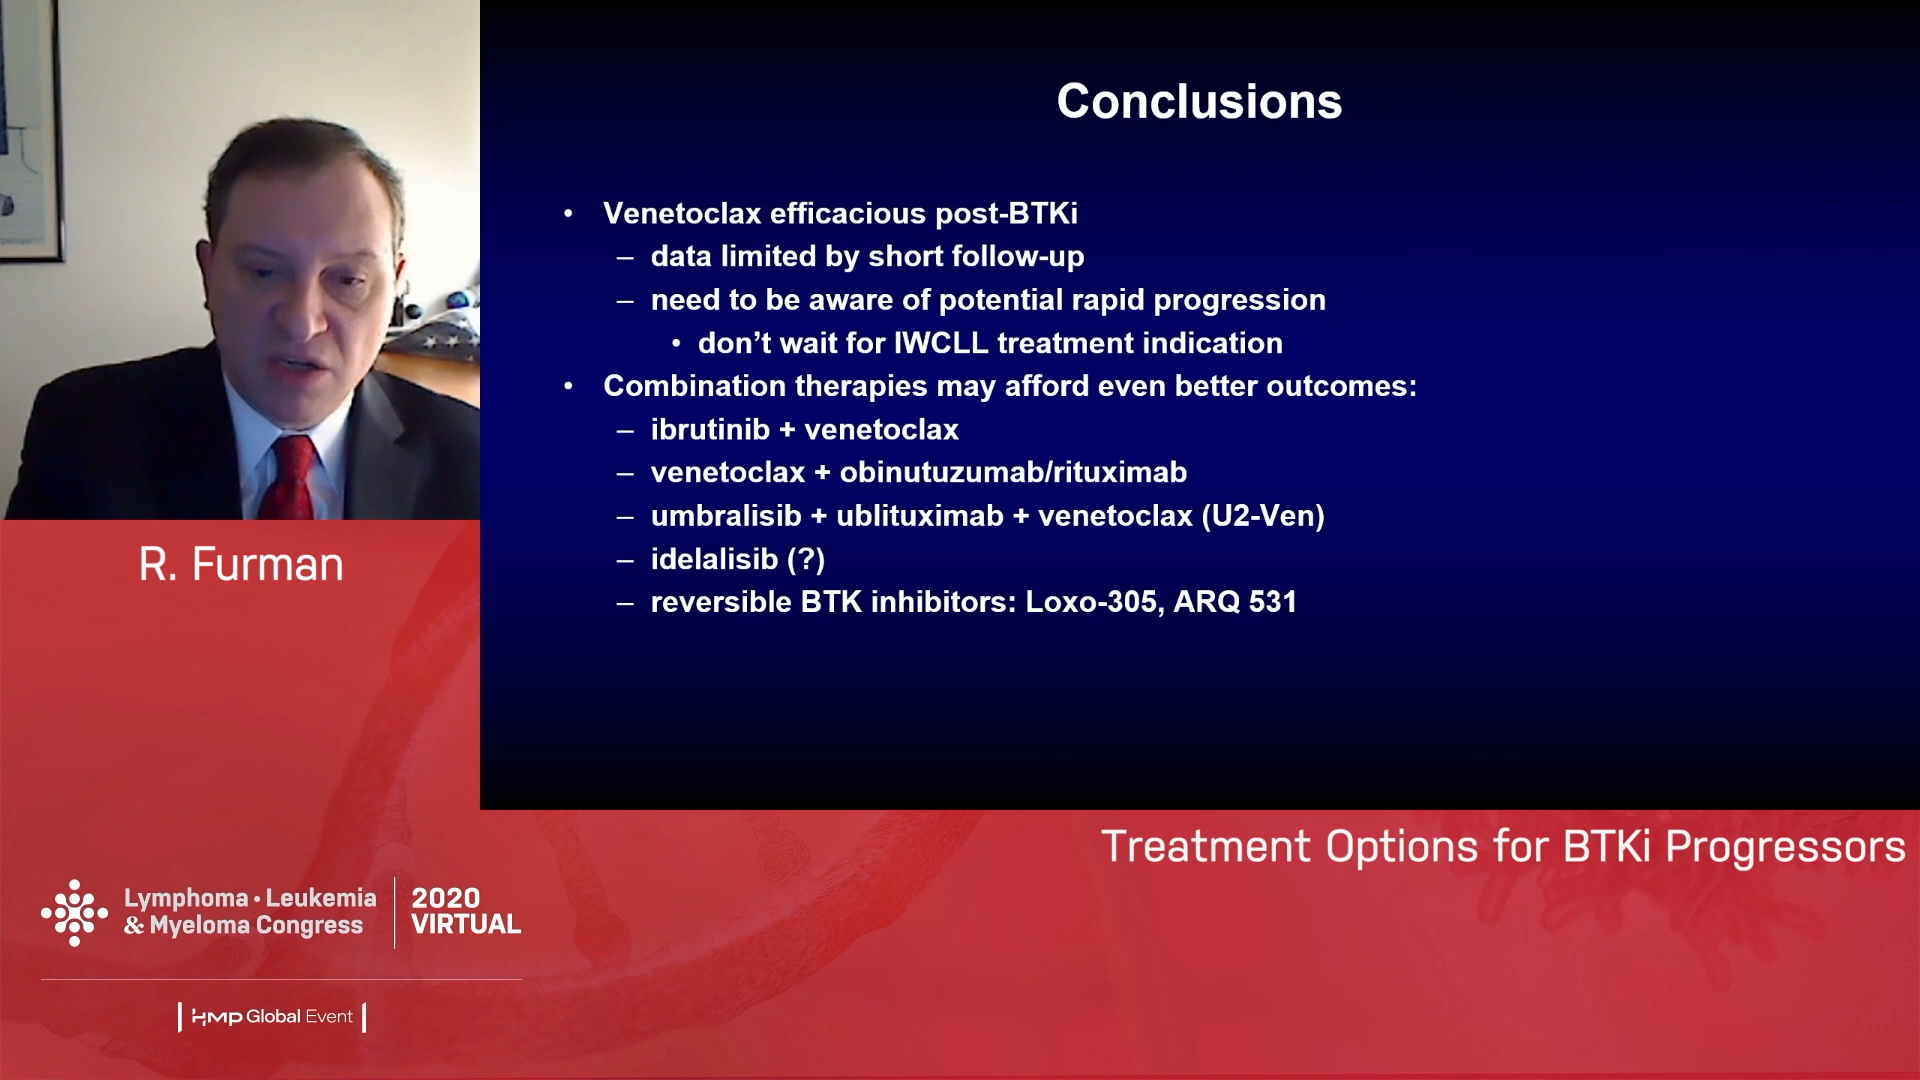 Conclusions
• Venetoclax efficacious post-BTKi
– data limited by short follow-up
– need to be aware of potential rapid progression
• don’t wait for IWCLL treatment indication
• Combination therapies may afford even better outcomes:
– ibrutinib + venetoclax
– venetoclax + obinutuzumab/rituximab
– umbralisib + ublituximab + venetoclax (U2-Ven)
– idelalisib (?)
– reversible BTK inhibitors: Loxo-305, ARQ 531
R. Furman
Treatment Options for BTKi Progressors
Lymphoma • Leukemia
& Myeloma Congress
2020
VIRTUAL
HMP Global Event